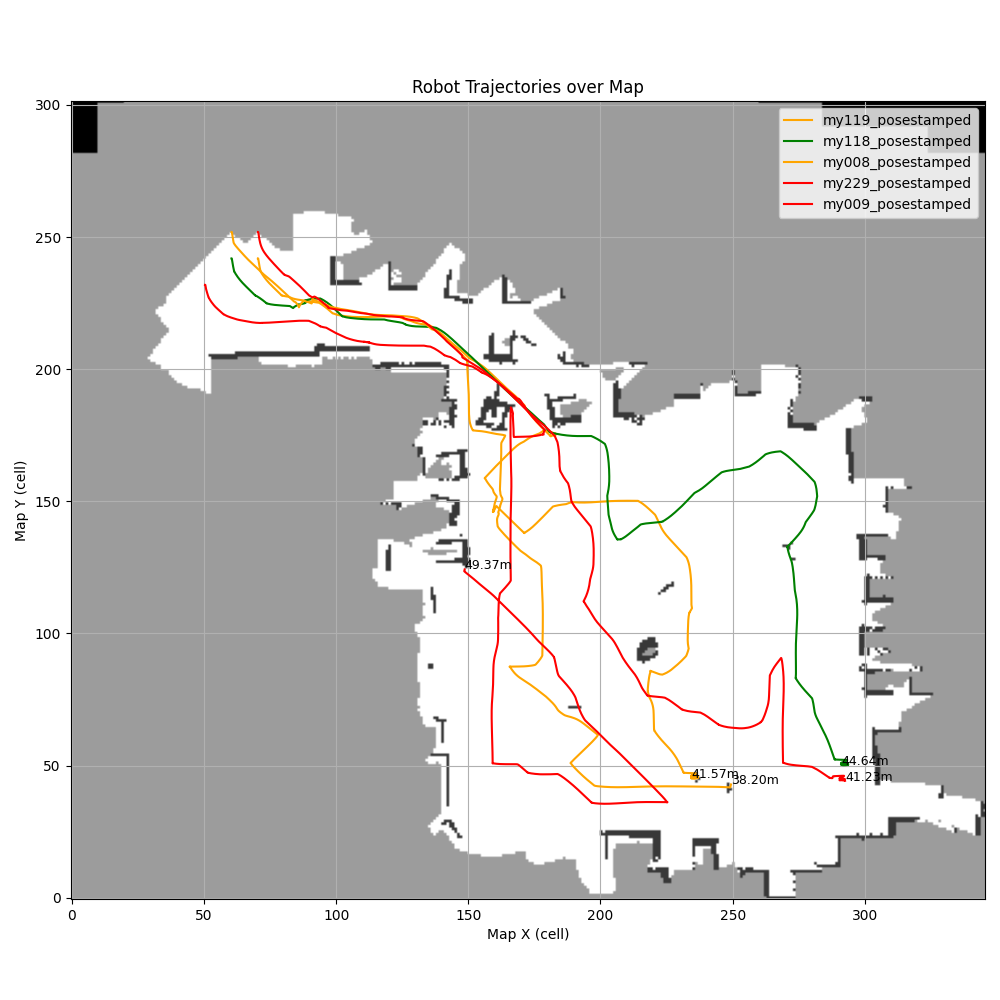 Robot Trajectories over Map
my119_posestamped
my118_posestamped
my008_posestamped
my229_posestamped
my009_posestamped
300
250
200
150
100
50
0
Map Y (cell)
49.37m
44.64m
41.57m
38.20m
41.23m
0 50 100 150 200 250 300
Map X (cell)